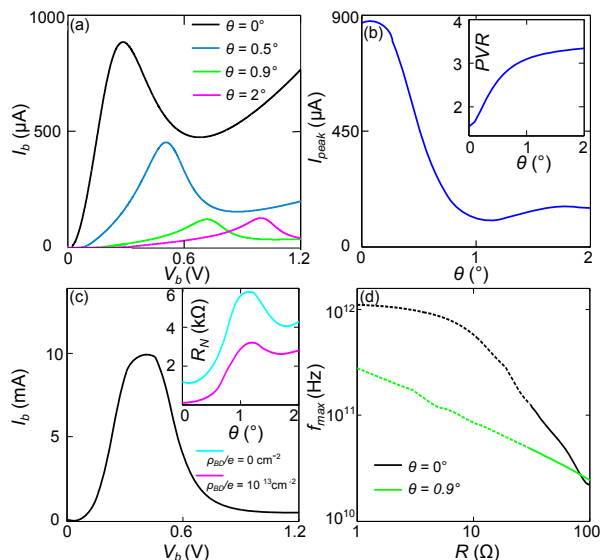 (a)
θ = 0°
θ = 0.5°
θ = 0.9°
θ = 2°
1000
500
0
I_b (μA)
0
0.6
1.2
V_b (V)
(b)
900
450
0
I_peak (μA)
0
1
2
θ (°)
PVR
4
3
2
0
1
2
θ (°)
(c)
10
5
0
I_b (mA)
0
0.6
1.2
V_b (V)
R_N (kΩ)
6
4
2
0
1
2
θ (°)
ρ_BD/e = 0 cm⁻²
ρ_BD/e = 10 ¹³cm⁻²
(d)
10¹²
10¹¹
10¹⁰
f_max (Hz)
θ = 0°
θ = 0.9°
1
10
100
R (Ω)